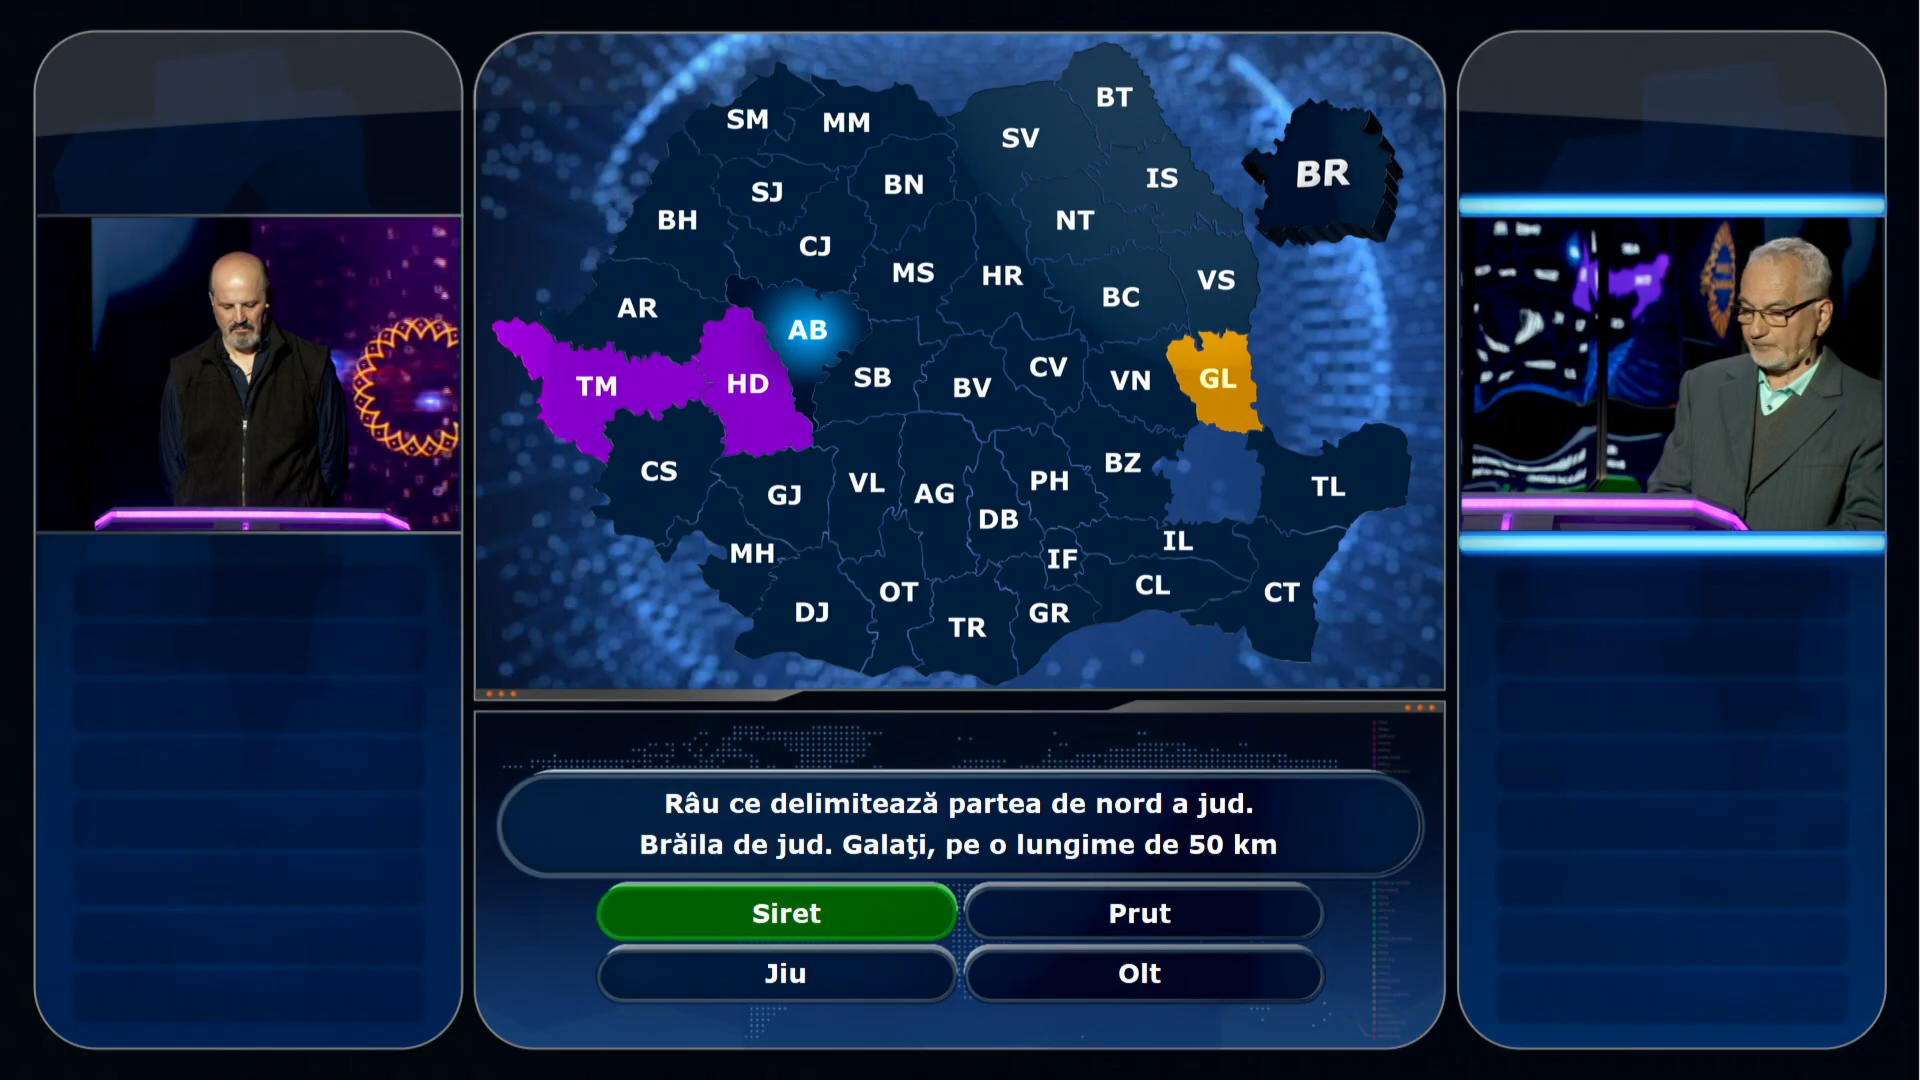 BT
SM
MM
SV
BR
IS
BN
SJ
BH
NT
CJ
MS
HR
VS
BC
AR
AB
SB
CV
GL
VN
HD
TM
BV
BZ
CS
PH
VL
TL
AG
GJ
DB
IL
MH
IF
CL
OT
CT
DJ
GR
TR
Râu ce delimitează partea de nord a jud.
Brăila de jud. Galaţi, pe o lungime de 50 km
Siret
Prut
Jiu
Olt